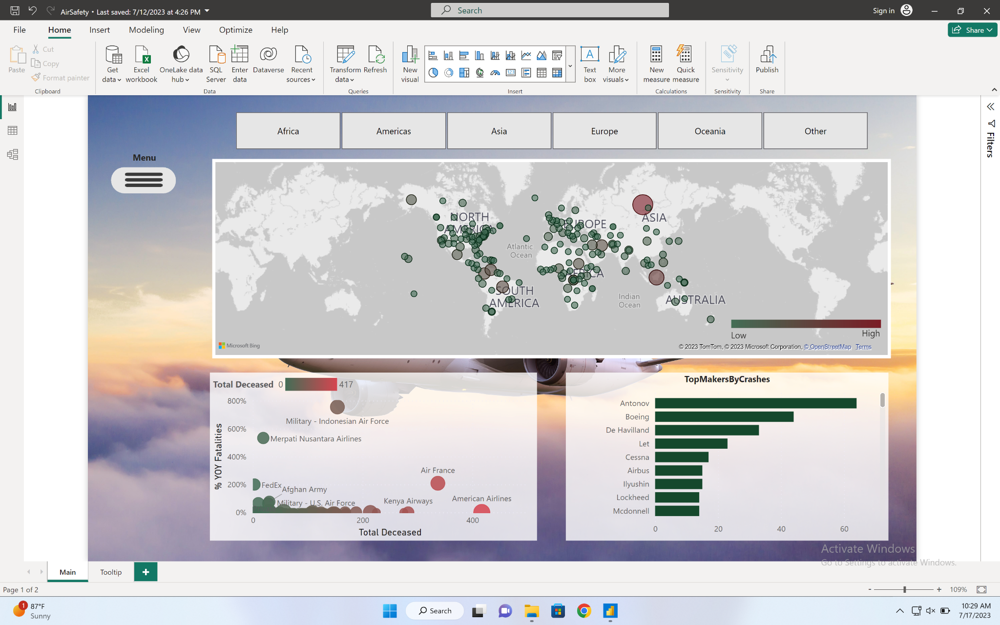 AirSafety • Last saved: 7/12/2023 at 4:26 PM
Search
Sign in
File
Home
Insert
Modeling
View
Optimize
Help
Share
Paste
Cut
Copy
Format painter
Clipboard
Get data
Excel workbook
OneLake data hub
SQL Server
Enter data
Dataverse
Recent sources
Data
Transform data
Refresh
Queries
New visual
Insert
Text box
More visuals
New measure
Quick measure
Calculations
Sensitivity
Sensitivity
Publish
Share
Filters
Africa
Americas
Asia
Europe
Oceania
Other
Menu
NORTH AMERICA
EUROPE
ASIA
Atlantic Ocean
AFRICA
SOUTH AMERICA
Indian Ocean
AUSTRALIA
Low
High
Microsoft Bing
© 2023 TomTom, © 2023 Microsoft Corporation, © OpenStreetMap Terms
Total Deceased 0 417
% YOY Fatalities
800%
600%
400%
200%
0%
Military - Indonesian Air Force
Merpati Nusantara Airlines
Air France
FedEx
Afghan Army
Military - U.S. Air Force
Kenya Airways
American Airlines
0 200 400
Total Deceased
TopMakersByCrashes
Antonov
Boeing
De Havilland
Let
Cessna
Airbus
Ilyushin
Lockheed
Mcdonnell
0 20 40 60
Activate Windows
Go to Settings to activate Windows.
Main
Tooltip
+
Page 1 of 2
- + 109%
1
87°F
Sunny
Search
10:29 AM
7/17/2023